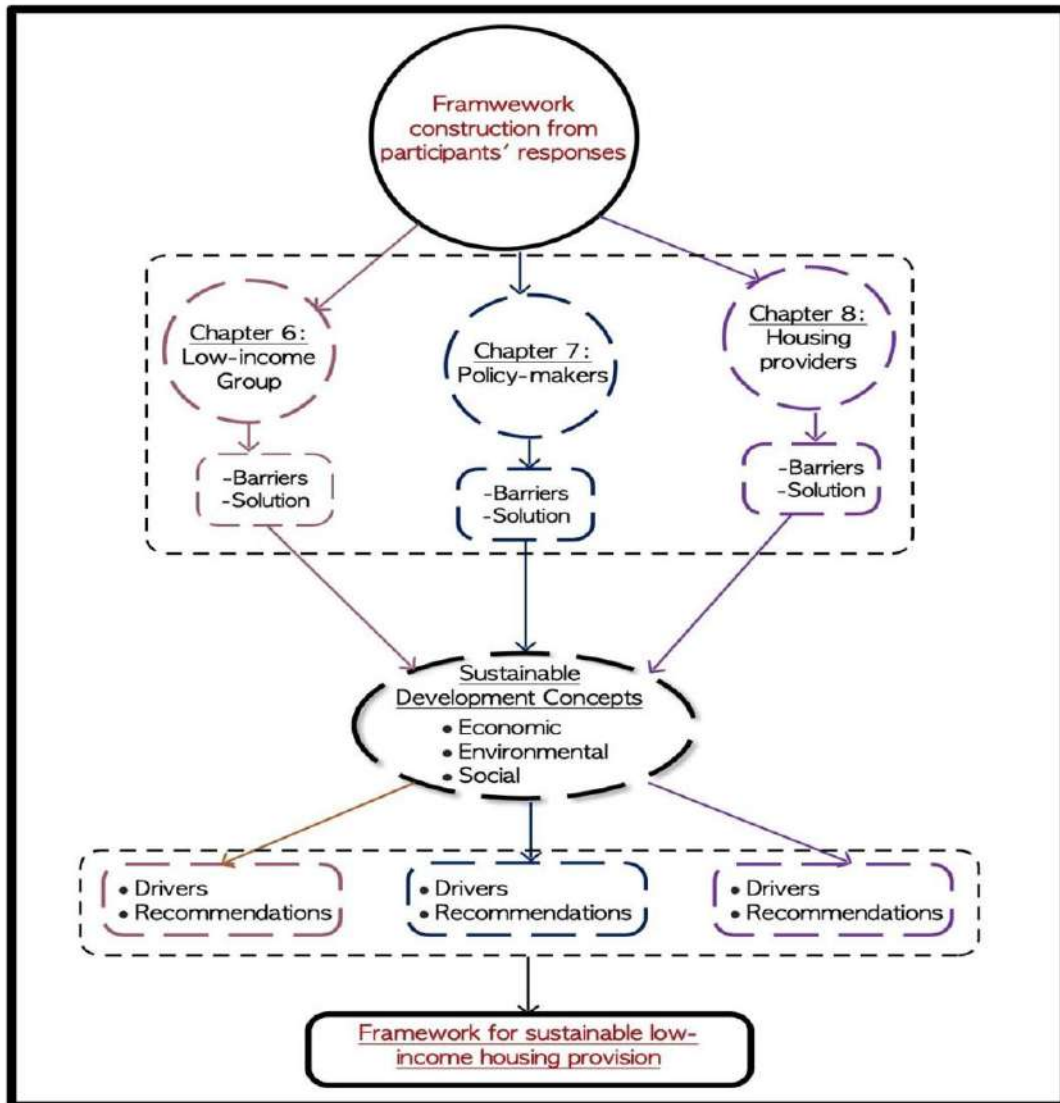 Framwework
construction from
participants' responses
Chapter 6:
Low-income
Group
Chapter 7:
Policy-makers
Chapter 8:
Housing
providers
-Barriers
-Solution
-Barriers
-Solution
-Barriers
-Solution
Sustainable
Development Concepts
• Economic
• Environmental
• Social
• Drivers
• Recommendations
• Drivers
• Recommendations
• Drivers
• Recommendations
Framework for sustainable low-
income housing provision